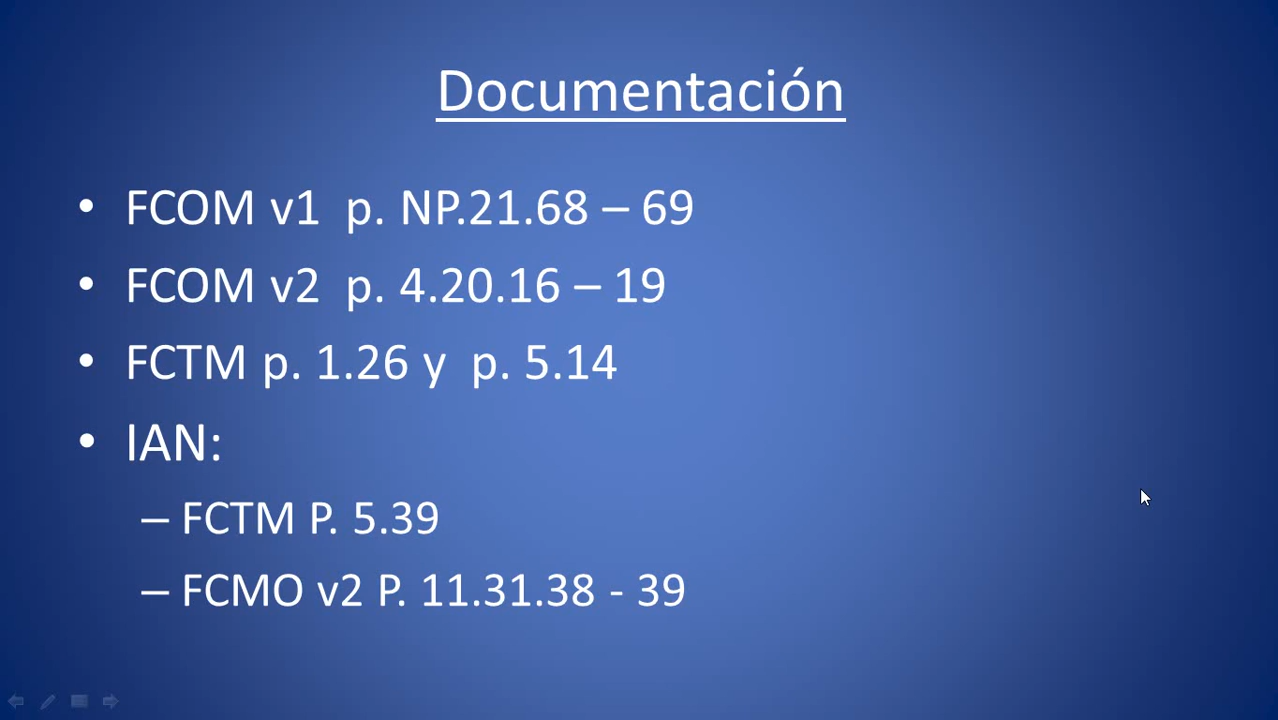 Documentación
• FCOM v1 p. NP.21.68 – 69
• FCOM v2 p. 4.20.16 – 19
• FCTM p. 1.26 y p. 5.14
• IAN:
– FCTM P. 5.39
– FCMO v2 P. 11.31.38 - 39